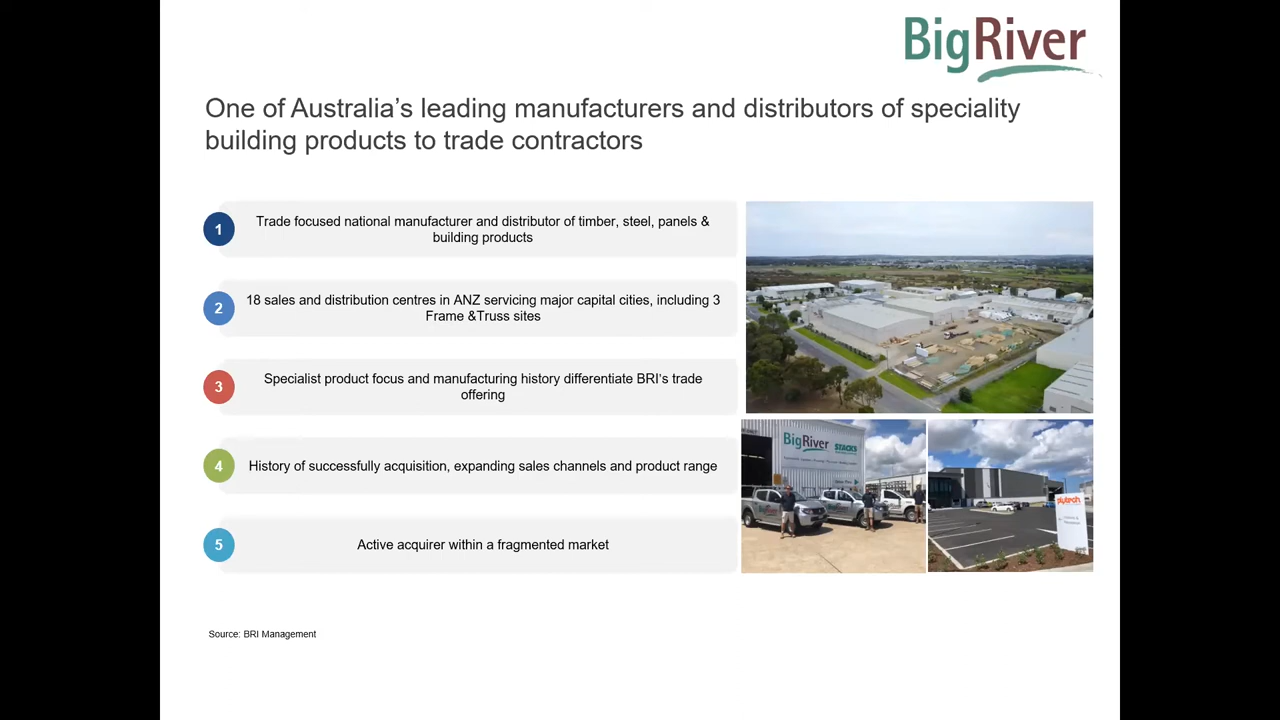 BigRiver
One of Australia’s leading manufacturers and distributors of speciality
building products to trade contractors
1
Trade focused national manufacturer and distributor of timber, steel, panels &
building products
2
18 sales and distribution centres in ANZ servicing major capital cities, including 3
Frame &Truss sites
3
Specialist product focus and manufacturing history differentiate BRI's trade
offering
4
History of successfully acquisition, expanding sales channels and product range
5
Active acquirer within a fragmented market
BigRiver STACKS
plytech
Source: BRI Management